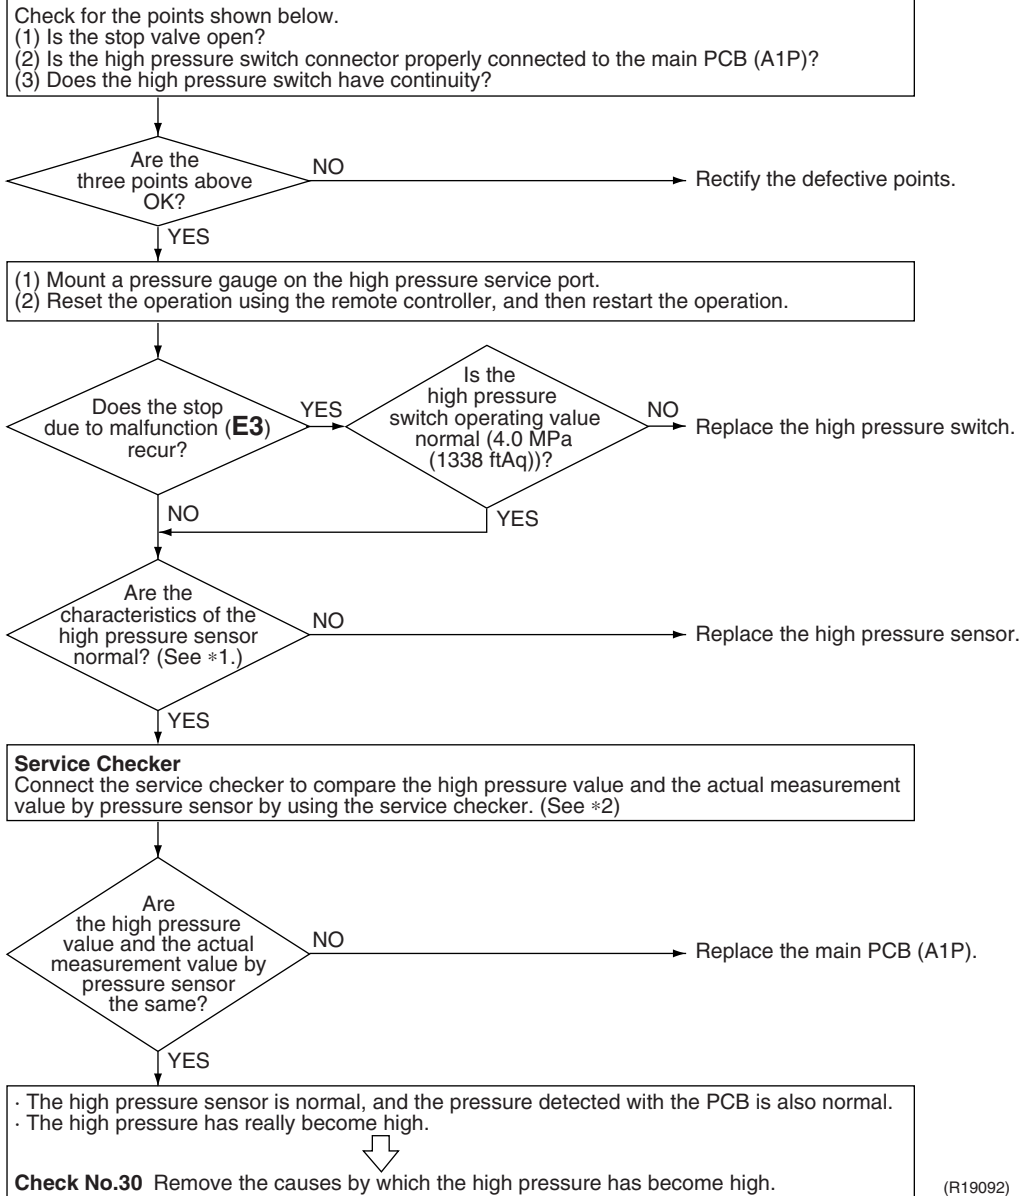 Check for the points shown below.
(1) Is the stop valve open?
(2) Is the high pressure switch connector properly connected to the main PCB (A1P)?
(3) Does the high pressure switch have continuity?
Are the
three points above
OK?
NO
Rectify the defective points.
YES
(1) Mount a pressure gauge on the high pressure service port.
(2) Reset the operation using the remote controller, and then restart the operation.
Does the stop
due to malfunction (E3)
recur?
YES
Is the
high pressure
switch operating value
normal (4.0 MPa
(1338 ftAq))?
NO
Replace the high pressure switch.
NO
YES
Are the
characteristics of the
high pressure sensor
normal? (See *1.)
NO
Replace the high pressure sensor.
YES
Service Checker
Connect the service checker to compare the high pressure value and the actual measurement
value by pressure sensor by using the service checker. (See *2)
Are
the high pressure
value and the actual
measurement value by
pressure sensor
the same?
NO
Replace the main PCB (A1P).
YES
· The high pressure sensor is normal, and the pressure detected with the PCB is also normal.
· The high pressure has really become high.
Check No.30 Remove the causes by which the high pressure has become high.
(R19092)